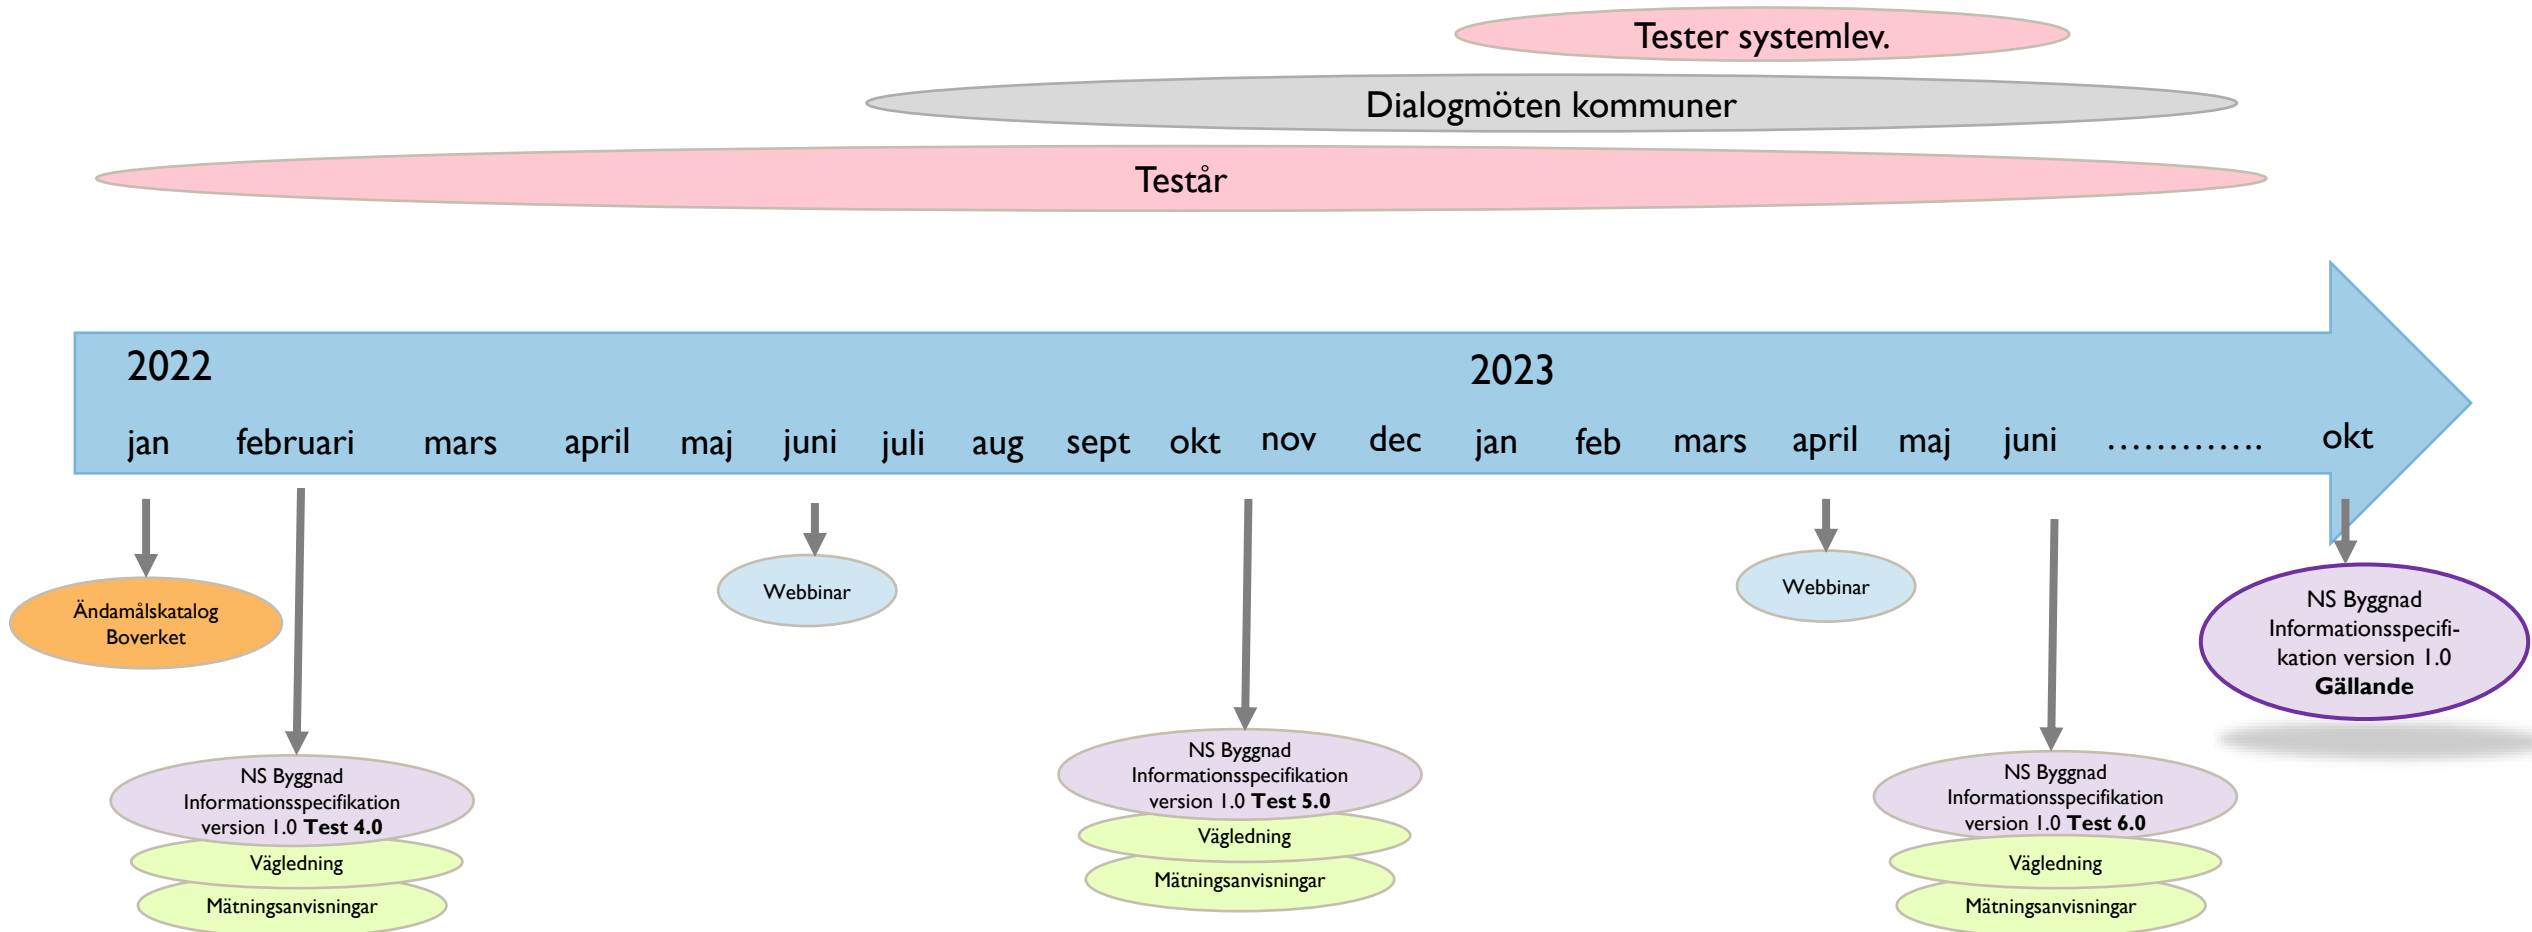 Tester systemlev.
Dialogmöten kommuner
Testår
2022
2023
jan februari mars april maj juni juli aug sept okt nov dec jan feb mars april maj juni ............. okt
Ändamålskatalog
Boverket
NS Byggnad
Informationsspecifikation
version 1.0 Test 4.0
Vägledning
Mätningsanvisningar
Webbinar
NS Byggnad
Informationsspecifikation
version 1.0 Test 5.0
Vägledning
Mätningsanvisningar
Webbinar
NS Byggnad
Informationsspecifikation
version 1.0 Test 6.0
Vägledning
Mätningsanvisningar
NS Byggnad
Informationsspecifi-
kation version 1.0
Gällande